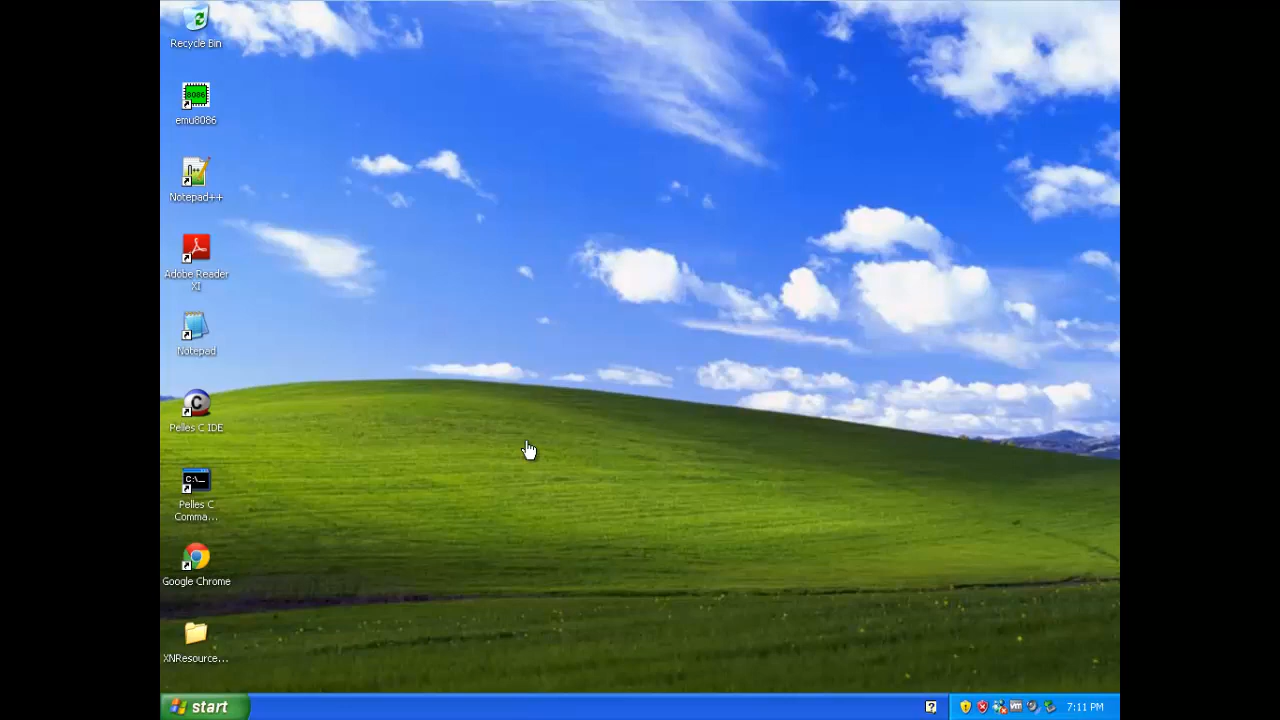 Recycle Bin
8086
emu8086
Notepad++
Adobe Reader
XI
Notepad
C
Pelles C IDE
C:\_
Pelles C
Comma...
Google Chrome
XNResource...
start
?
7:11 PM